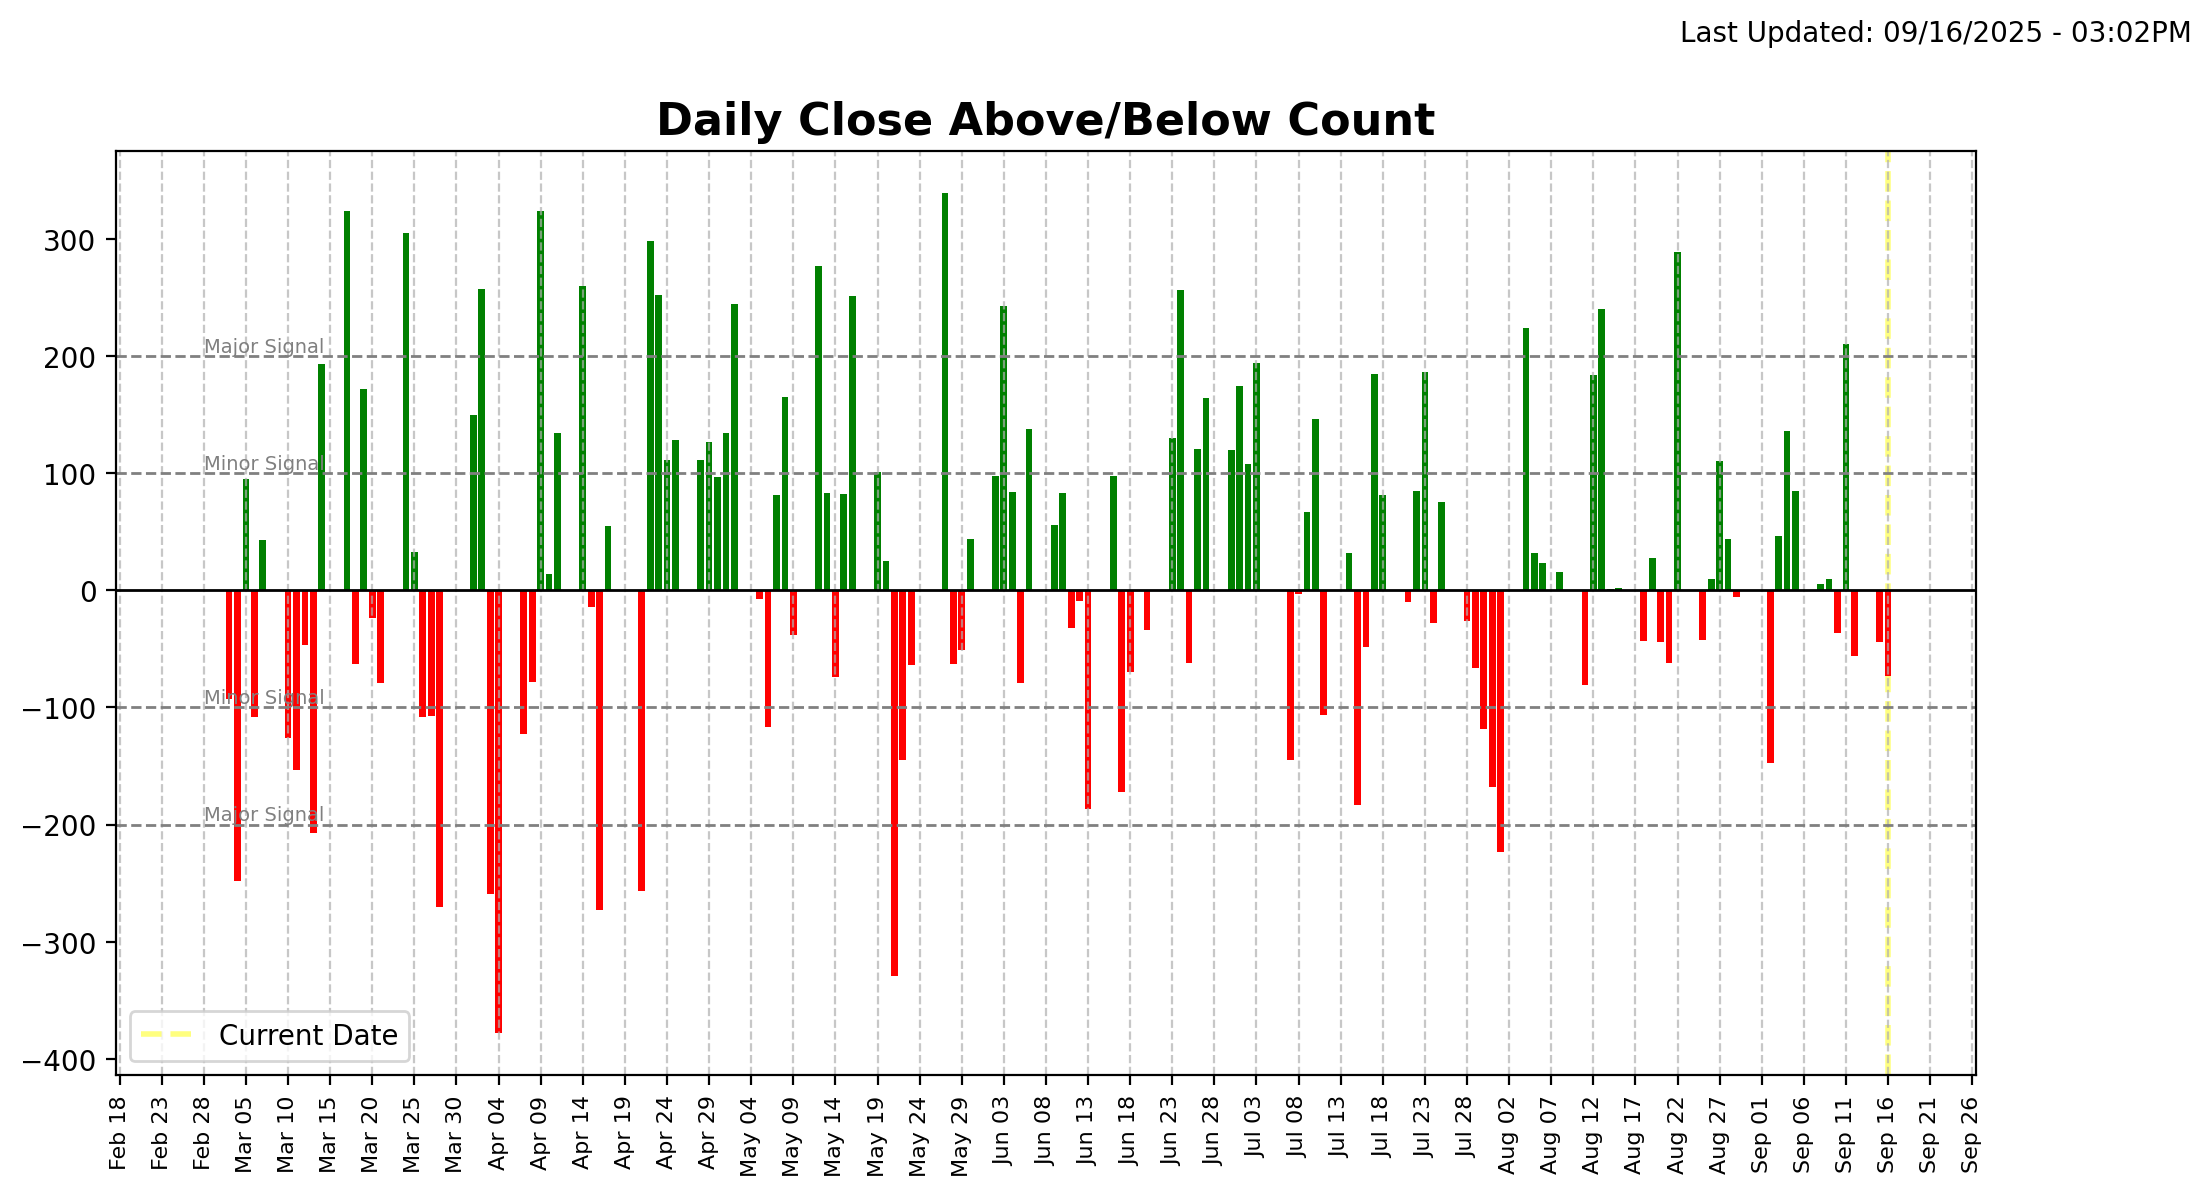 Last Updated: 09/16/2025 - 03:02PM
Daily Close Above/Below Count
300
200
100
0
−100
−200
−300
−400
Major Signal
Minor Signal
Minor Signal
Major Signal
Current Date
Feb 18
Feb 23
Feb 28
Mar 05
Mar 10
Mar 15
Mar 20
Mar 25
Mar 30
Apr 04
Apr 09
Apr 14
Apr 19
Apr 24
Apr 29
May 04
May 09
May 14
May 19
May 24
May 29
Jun 03
Jun 08
Jun 13
Jun 18
Jun 23
Jun 28
Jul 03
Jul 08
Jul 13
Jul 18
Jul 23
Jul 28
Aug 02
Aug 07
Aug 12
Aug 17
Aug 22
Aug 27
Sep 01
Sep 06
Sep 11
Sep 16
Sep 21
Sep 26